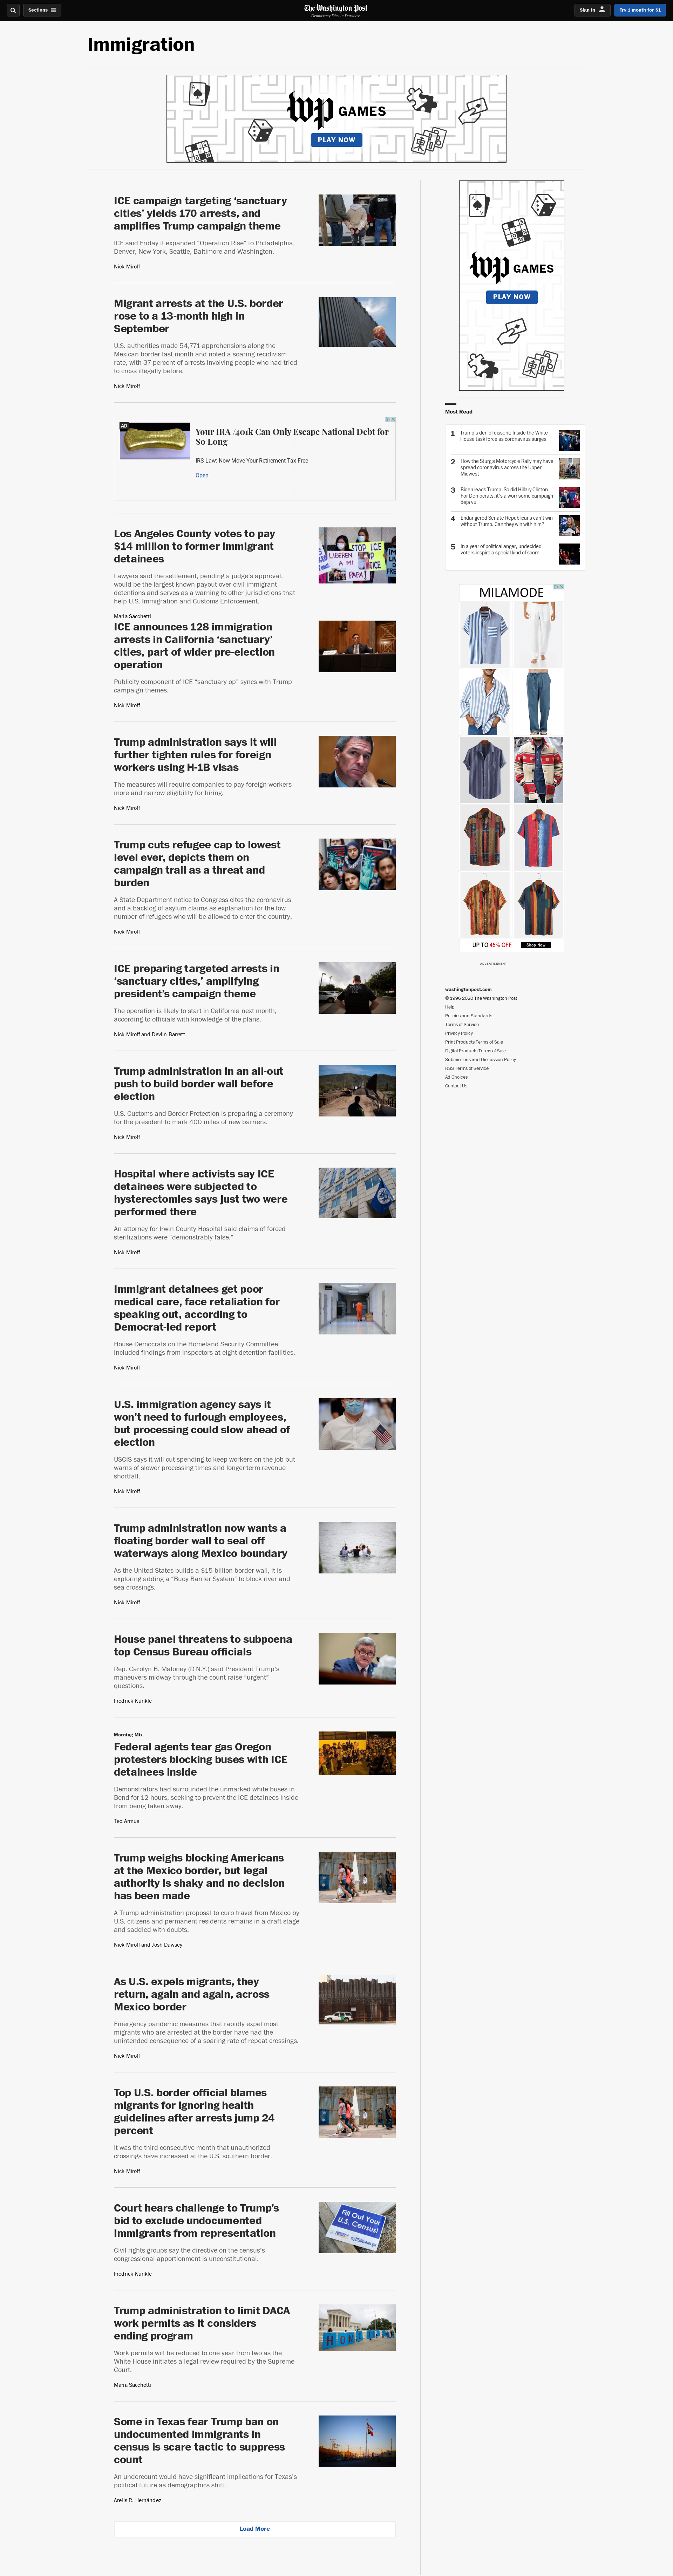 Sections
The Washington Post
Democracy Dies in Darkness
Sign In
Try 1 month for $1
Immigration
A
wp GAMES
PLAY NOW
ICE campaign targeting ‘sanctuary
cities’ yields 170 arrests, and
amplifies Trump campaign theme
ICE said Friday it expanded “Operation Rise” to Philadelphia,
Denver, New York, Seattle, Baltimore and Washington.
Nick Miroff
Migrant arrests at the U.S. border
rose to a 13-month high in
September
U.S. authorities made 54,771 apprehensions along the
Mexican border last month and noted a soaring recidivism
rate, with 37 percent of arrests involving people who had tried
to cross illegally before.
Nick Miroff
AD
Your IRA /401k Can Only Escape National Debt for
So Long
IRS Law: Now Move Your Retirement Tax Free
Open
Los Angeles County votes to pay
$14 million to former immigrant
detainees
Lawyers said the settlement, pending a judge’s approval,
would be the largest known payout over civil immigrant
detentions and serves as a warning to other jurisdictions that
help U.S. Immigration and Customs Enforcement.
Maria Sacchetti
LIBEREN
A MI
PAPA!
STOP ICE
ICE announces 128 immigration
arrests in California ‘sanctuary’
cities, part of wider pre-election
operation
Publicity component of ICE “sanctuary op” syncs with Trump
campaign themes.
Nick Miroff
Trump administration says it will
further tighten rules for foreign
workers using H-1B visas
The measures will require companies to pay foreign workers
more and narrow eligibility for hiring.
Nick Miroff
Trump cuts refugee cap to lowest
level ever, depicts them on
campaign trail as a threat and
burden
A State Department notice to Congress cites the coronavirus
and a backlog of asylum claims as explanation for the low
number of refugees who will be allowed to enter the country.
Nick Miroff
ICE preparing targeted arrests in
‘sanctuary cities,’ amplifying
president’s campaign theme
The operation is likely to start in California next month,
according to officials with knowledge of the plans.
Nick Miroff and Devlin Barrett
Trump administration in an all-out
push to build border wall before
election
U.S. Customs and Border Protection is preparing a ceremony
for the president to mark 400 miles of new barriers.
Nick Miroff
Hospital where activists say ICE
detainees were subjected to
hysterectomies says just two were
performed there
An attorney for Irwin County Hospital said claims of forced
sterilizations were “demonstrably false.”
Nick Miroff
Immigrant detainees get poor
medical care, face retaliation for
speaking out, according to
Democrat-led report
House Democrats on the Homeland Security Committee
included findings from inspectors at eight detention facilities.
Nick Miroff
U.S. immigration agency says it
won’t need to furlough employees,
but processing could slow ahead of
election
USCIS says it will cut spending to keep workers on the job but
warns of slower processing times and longer-term revenue
shortfall.
Nick Miroff
Trump administration now wants a
floating border wall to seal off
waterways along Mexico boundary
As the United States builds a $15 billion border wall, it is
exploring adding a “Buoy Barrier System” to block river and
sea crossings.
Nick Miroff
House panel threatens to subpoena
top Census Bureau officials
Rep. Carolyn B. Maloney (D-N.Y.) said President Trump’s
maneuvers midway through the count raise “urgent”
questions.
Fredrick Kunkle
Morning Mix
Federal agents tear gas Oregon
protesters blocking buses with ICE
detainees inside
Demonstrators had surrounded the unmarked white buses in
Bend for 12 hours, seeking to prevent the ICE detainees inside
from being taken away.
Teo Armus
Trump weighs blocking Americans
at the Mexico border, but legal
authority is shaky and no decision
has been made
A Trump administration proposal to curb travel from Mexico by
U.S. citizens and permanent residents remains in a draft stage
and saddled with doubts.
Nick Miroff and Josh Dawsey
As U.S. expels migrants, they
return, again and again, across
Mexico border
Emergency pandemic measures that rapidly expel most
migrants who are arrested at the border have had the
unintended consequence of a soaring rate of repeat crossings.
Nick Miroff
Top U.S. border official blames
migrants for ignoring health
guidelines after arrests jump 24
percent
It was the third consecutive month that unauthorized
crossings have increased at the U.S. southern border.
Nick Miroff
Court hears challenge to Trump’s
bid to exclude undocumented
immigrants from representation
Civil rights groups say the directive on the census’s
congressional apportionment is unconstitutional.
Fredrick Kunkle
Fill Out Your
U.S. Census!
Trump administration to limit DACA
work permits as it considers
ending program
Work permits will be reduced to one year from two as the
White House initiates a legal review required by the Supreme
Court.
Maria Sacchetti
Some in Texas fear Trump ban on
undocumented immigrants in
census is scare tactic to suppress
count
An undercount would have significant implications for Texas’s
political future as demographics shift.
Arelis R. Hernández
Load More
A
wp GAMES
PLAY NOW
Most Read
1 Trump’s den of dissent: Inside the White
House task force as coronavirus surges
2 How the Sturgis Motorcycle Rally may have
spread coronavirus across the Upper
Midwest
3 Biden leads Trump. So did Hillary Clinton.
For Democrats, it’s a worrisome campaign
deja vu
4 Endangered Senate Republicans can’t win
without Trump. Can they win with him?
5 In a year of political anger, undecided
voters inspire a special kind of scorn
MILAMODE
UP TO 45% OFF
Shop Now
ADVERTISEMENT
washingtonpost.com
© 1996-2020 The Washington Post
Help
Policies and Standards
Terms of Service
Privacy Policy
Print Products Terms of Sale
Digital Products Terms of Sale
Submissions and Discussion Policy
RSS Terms of Service
Ad Choices
Contact Us